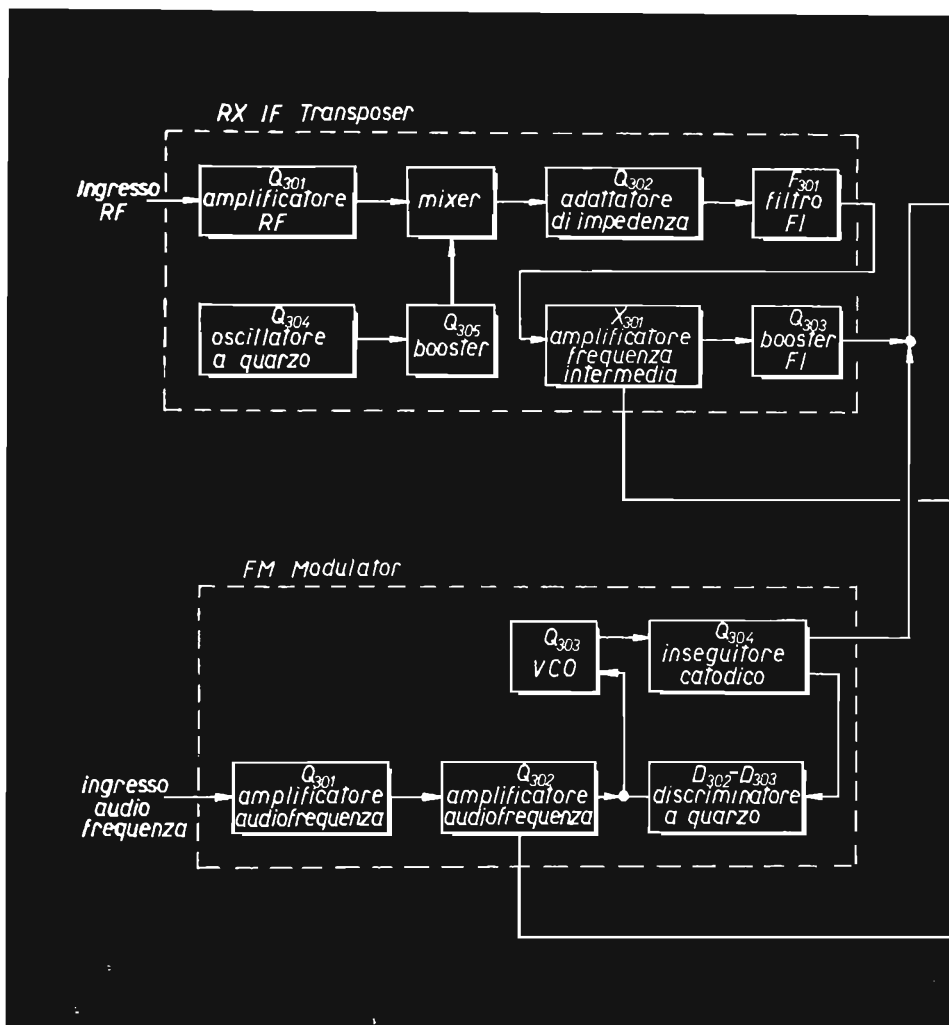 RX IF Transposer
Ingresso
RF
Q301
amplificatore
RF
mixer
Q302
adattatore
di impedenza
F301
filtro
FI
Q304
oscillatore
a quarzo
Q305
booster
X301
amplificatore
frequenza
intermedia
Q303
booster
FI
FM Modulator
Q303
VCO
Q304
inseguitore
catodico
ingresso
audio
frequenza
Q301
amplificatore
audiofrequenza
Q302
amplificatore
audiofrequenza
D302-D303
discriminatore
a quarzo